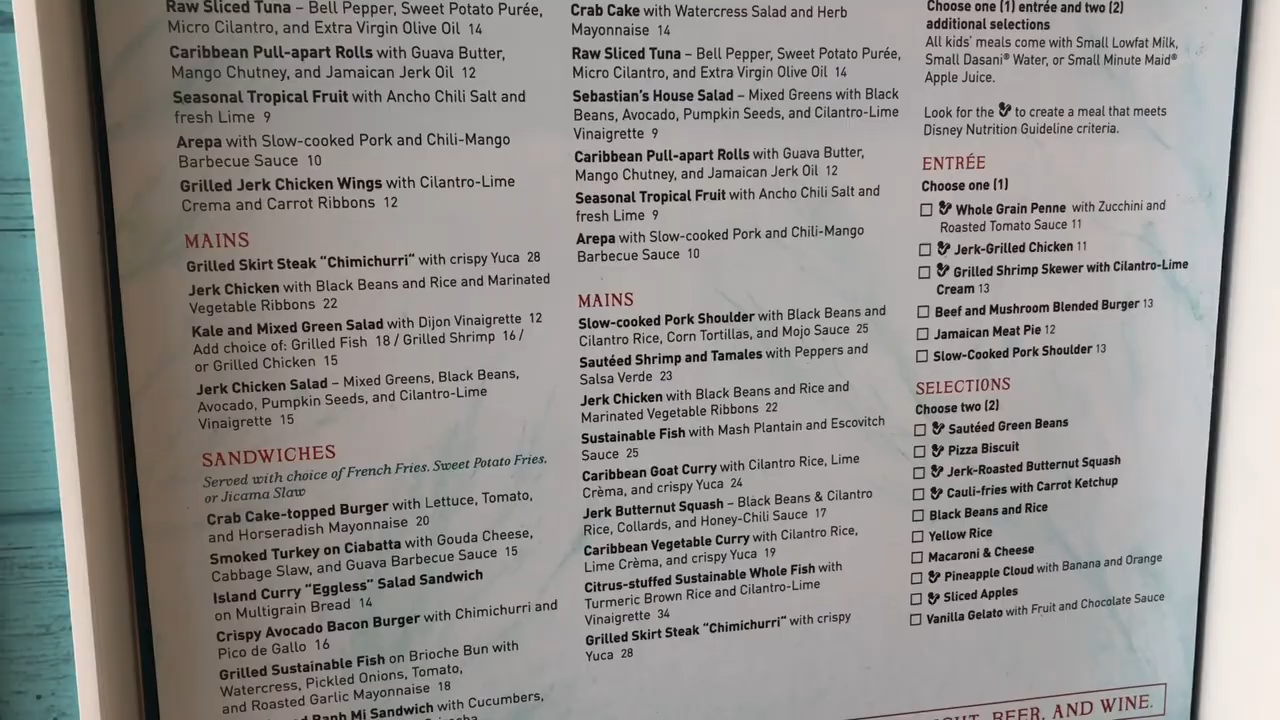 Raw Sliced Tuna – Bell Pepper, Sweet Potato Purée,
Micro Cilantro, and Extra Virgin Olive Oil 14
Caribbean Pull-apart Rolls with Guava Butter,
Mango Chutney, and Jamaican Jerk Oil 12
Seasonal Tropical Fruit with Ancho Chili Salt and
fresh Lime 9
Arepa with Slow-cooked Pork and Chili-Mango
Barbecue Sauce 10
Grilled Jerk Chicken Wings with Cilantro-Lime
Crema and Carrot Ribbons 12
MAINS
Grilled Skirt Steak "Chimichurri" with crispy Yuca 28
Jerk Chicken with Black Beans and Rice and Marinated
Vegetable Ribbons 22
Kale and Mixed Green Salad with Dijon Vinaigrette 12
Add choice of: Grilled Fish 18 / Grilled Shrimp 16 /
or Grilled Chicken 15
Jerk Chicken Salad – Mixed Greens, Black Beans,
Avocado, Pumpkin Seeds, and Cilantro-Lime
Vinaigrette 15
SANDWICHES
Served with choice of French Fries, Sweet Potato Fries,
or Jicama Slaw
Crab Cake-topped Burger with Lettuce, Tomato,
and Horseradish Mayonnaise 20
Smoked Turkey on Ciabatta with Gouda Cheese,
Cabbage Slaw, and Guava Barbecue Sauce 15
Island Curry "Eggless" Salad Sandwich
on Multigrain Bread 14
Crispy Avocado Bacon Burger with Chimichurri and
Pico de Gallo 16
Grilled Sustainable Fish on Brioche Bun with
Watercress, Pickled Onions, Tomato,
and Roasted Garlic Mayonnaise 18
Banh Mi Sandwich with Cucumbers,
Crab Cake with Watercress Salad and Herb
Mayonnaise 14
Raw Sliced Tuna – Bell Pepper, Sweet Potato Purée,
Micro Cilantro, and Extra Virgin Olive Oil 14
Sebastian's House Salad – Mixed Greens with Black
Beans, Avocado, Pumpkin Seeds, and Cilantro-Lime
Vinaigrette 9
Caribbean Pull-apart Rolls with Guava Butter,
Mango Chutney, and Jamaican Jerk Oil 12
Seasonal Tropical Fruit with Ancho Chili Salt and
fresh Lime 9
Arepa with Slow-cooked Pork and Chili-Mango
Barbecue Sauce 10
MAINS
Slow-cooked Pork Shoulder with Black Beans and
Cilantro Rice, Corn Tortillas, and Mojo Sauce 25
Sautéed Shrimp and Tamales with Peppers and
Salsa Verde 23
Jerk Chicken with Black Beans and Rice and
Marinated Vegetable Ribbons 22
Sustainable Fish with Mash Plantain and Escovitch
Sauce 25
Caribbean Goat Curry with Cilantro Rice, Lime
Crèma, and crispy Yuca 24
Jerk Butternut Squash – Black Beans & Cilantro
Rice, Collards, and Honey-Chili Sauce 17
Caribbean Vegetable Curry with Cilantro Rice,
Lime Crèma, and crispy Yuca 19
Citrus-stuffed Sustainable Whole Fish with
Turmeric Brown Rice and Cilantro-Lime
Vinaigrette 34
Grilled Skirt Steak "Chimichurri" with crispy
Yuca 28
Choose one (1) entrée and two (2)
additional selections
All kids' meals come with Small Lowfat Milk,
Small Dasani® Water, or Small Minute Maid®
Apple Juice.
Look for the to create a meal that meets
Disney Nutrition Guideline criteria.
ENTRÉE
Choose one (1)
Whole Grain Penne with Zucchini and
Roasted Tomato Sauce 11
Jerk-Grilled Chicken 11
Grilled Shrimp Skewer with Cilantro-Lime
Cream 13
Beef and Mushroom Blended Burger 13
Jamaican Meat Pie 12
Slow-Cooked Pork Shoulder 13
SELECTIONS
Choose two (2)
Sautéed Green Beans
Pizza Biscuit
Jerk-Roasted Butternut Squash
Cauli-fries with Carrot Ketchup
Black Beans and Rice
Yellow Rice
Macaroni & Cheese
Pineapple Cloud with Banana and Orange
Sliced Apples
Vanilla Gelato with Fruit and Chocolate Sauce
BEER, AND WINE.